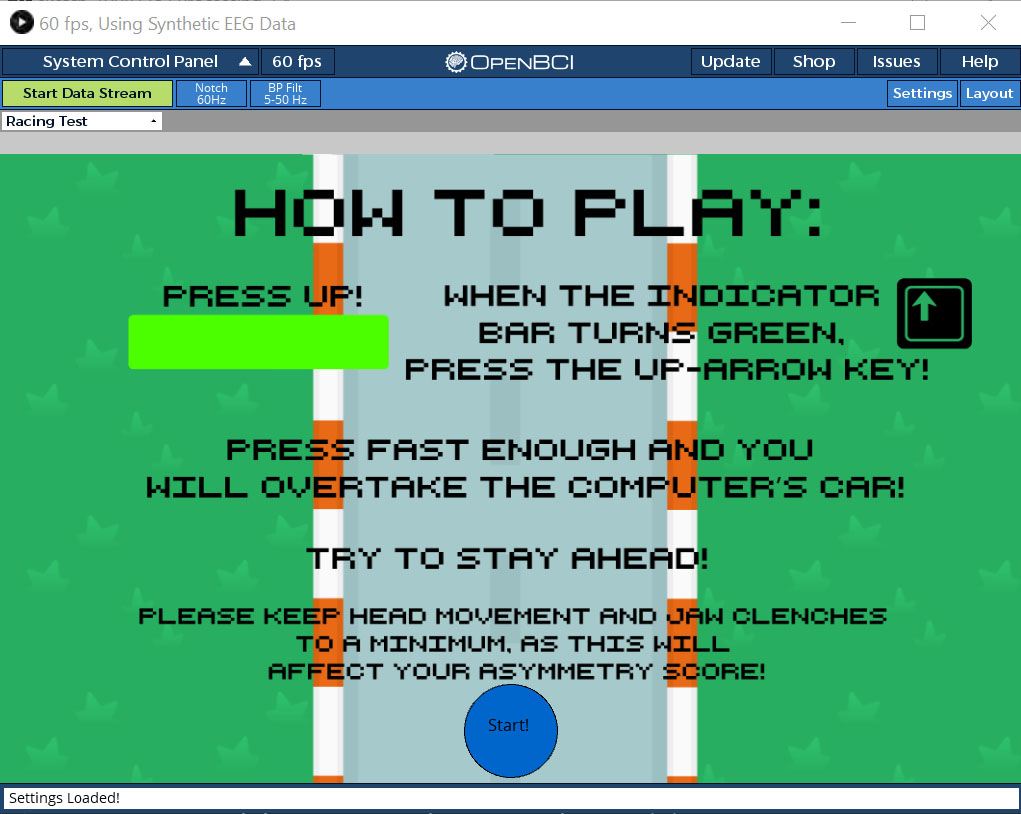 60 fps, Using Synthetic EEG Data
System Control Panel 60 fps OPENBCI Update Shop Issues Help
Start Data Stream Notch 60Hz BP Filt 5-50 Hz Settings Layout
Racing Test
HOW TO PLAY:
PRESS UP!
WHEN THE INDICATOR
BAR TURNS GREEN,
PRESS THE UP-ARROW KEY!
PRESS FAST ENOUGH AND YOU
WILL OVERTAKE THE COMPUTER'S CAR!
TRY TO STAY AHEAD!
PLEASE KEEP HEAD MOVEMENT AND JAW CLENCHES
TO A MINIMUM, AS THIS WILL
AFFECT YOUR ASYMMETRY SCORE!
Start!
Settings Loaded!